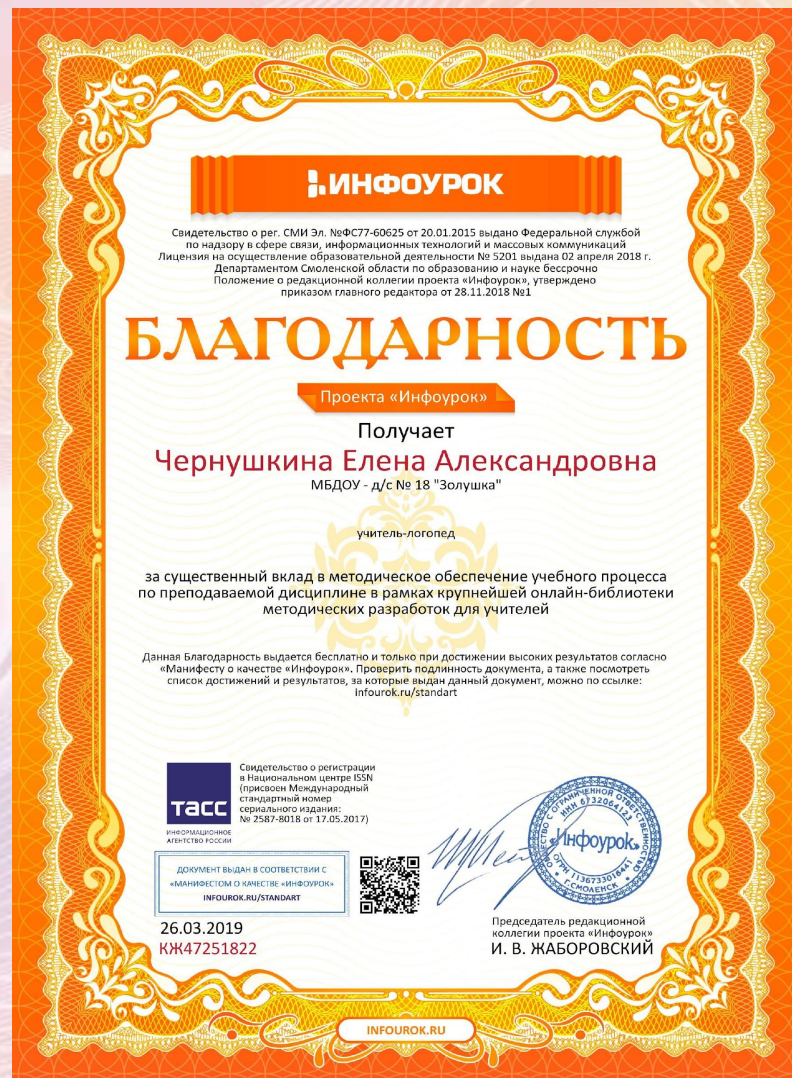 ИНФОУРОК
Свидетельство о рег. СМИ Эл. №ФС77-60625 от 20.01.2015 выдано Федеральной службой
по надзору в сфере связи, информационных технологий и массовых коммуникаций
Лицензия на осуществление образовательной деятельности № 5201 выдана 02 апреля 2018 г.
Департаментом Смоленской области по образованию и науке бессрочно
Положение о редакционной коллегии проекта «Инфоурок», утверждено
приказом главного редактора от 28.11.2018 №1
БЛАГОДАРНОСТЬ
Проекта «Инфоурок»
Получает
Чернушкина Елена Александровна
МБДОУ - д/с № 18 "Золушка"
учитель-логопед
за существенный вклад в методическое обеспечение учебного процесса
по преподаваемой дисциплине в рамках крупнейшей онлайн-библиотеки
методических разработок для учителей
Данная Благодарность выдается бесплатно и только при достижении высоких результатов согласно
«Манифесту о качестве «Инфоурок». Проверить подлинность документа, а также посмотреть
список достижений и результатов, за которые выдан данный документ, можно по ссылке:
infourok.ru/standart
тасс
ИНФОРМАЦИОННОЕ
АГЕНТСТВО РОССИИ
Свидетельство о регистрации
в Национальном центре ISSN
(присвоен Международный
стандартный номер
сериального издания:
№ 2587-8018 от 17.05.2017)
ДОКУМЕНТ ВЫДАН В СООТВЕТСТВИИ С
«МАНИФЕСТОМ О КАЧЕСТВЕ «ИНФОУРОК»
INFOUROK.RU/STANDART
26.03.2019
КЖ47251822
ОБЩЕСТВО С ОГРАНИЧЕННОЙ ОТВЕТСТВЕННОСТЬЮ
ИНН 6732064123
«Инфоурок»
ОГРН 1136733016441
Г.СМОЛЕНСК
Председатель редакционной
коллегии проекта «Инфоурок»
И. В. ЖАБОРОВСКИЙ
INFOUROK.RU